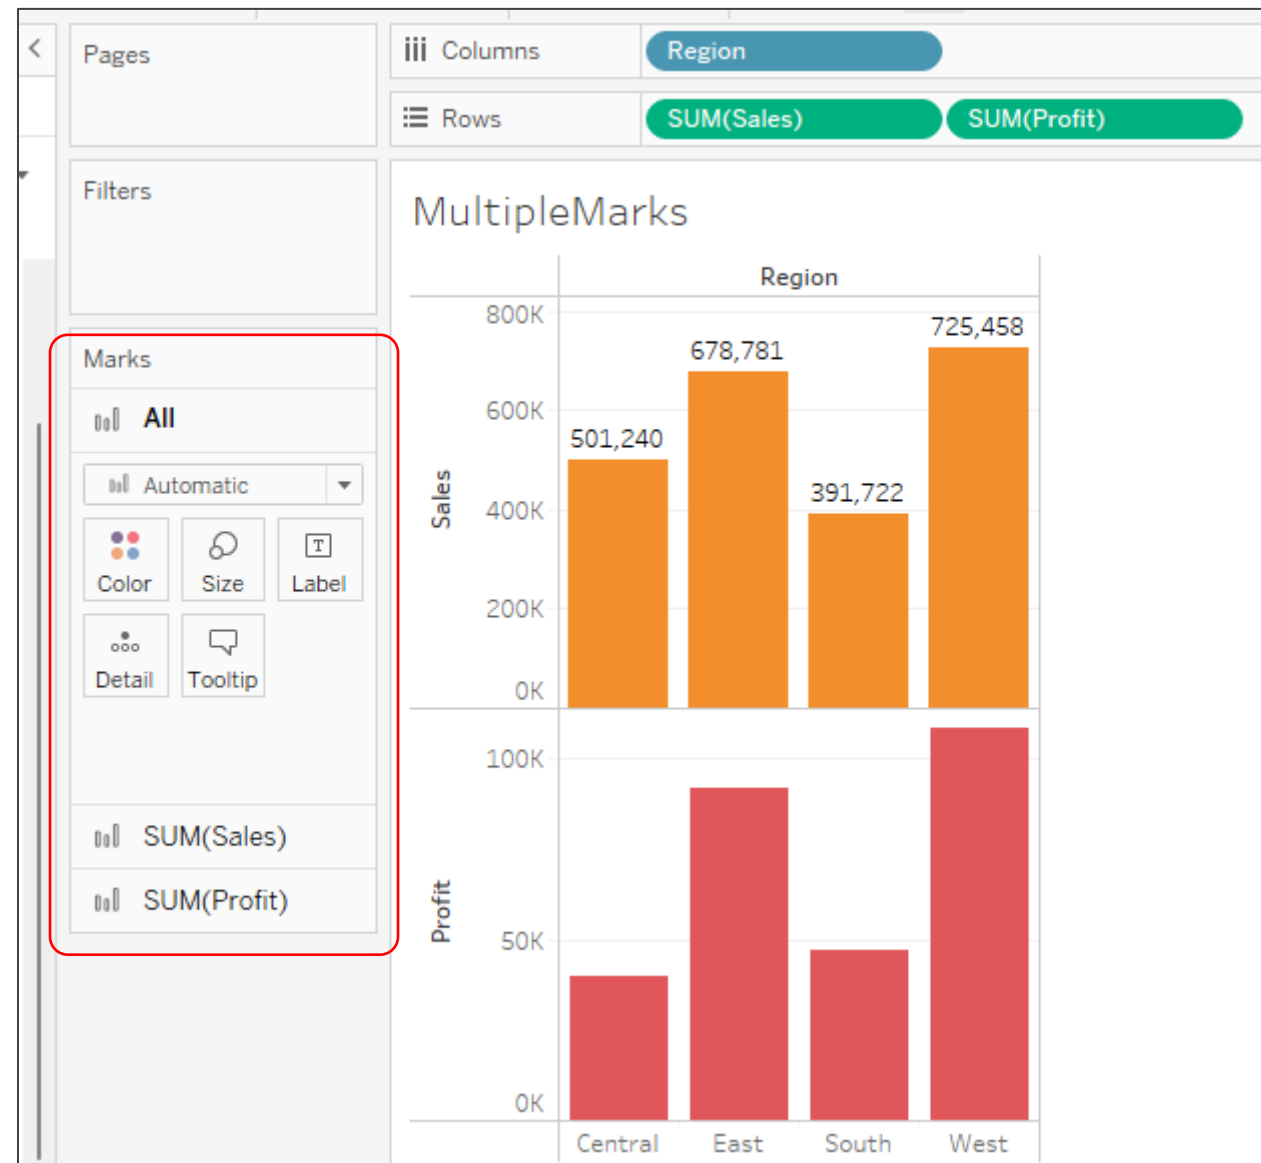 Pages
Columns
Region
Rows
SUM(Sales)
SUM(Profit)
Filters
MultipleMarks
Marks
All
Automatic
Color
Size
Label
Detail
Tooltip
SUM(Sales)
SUM(Profit)
Region
Sales
800K
600K
400K
200K
0K
501,240
678,781
391,722
725,458
Profit
100K
50K
0K
Central
East
South
West